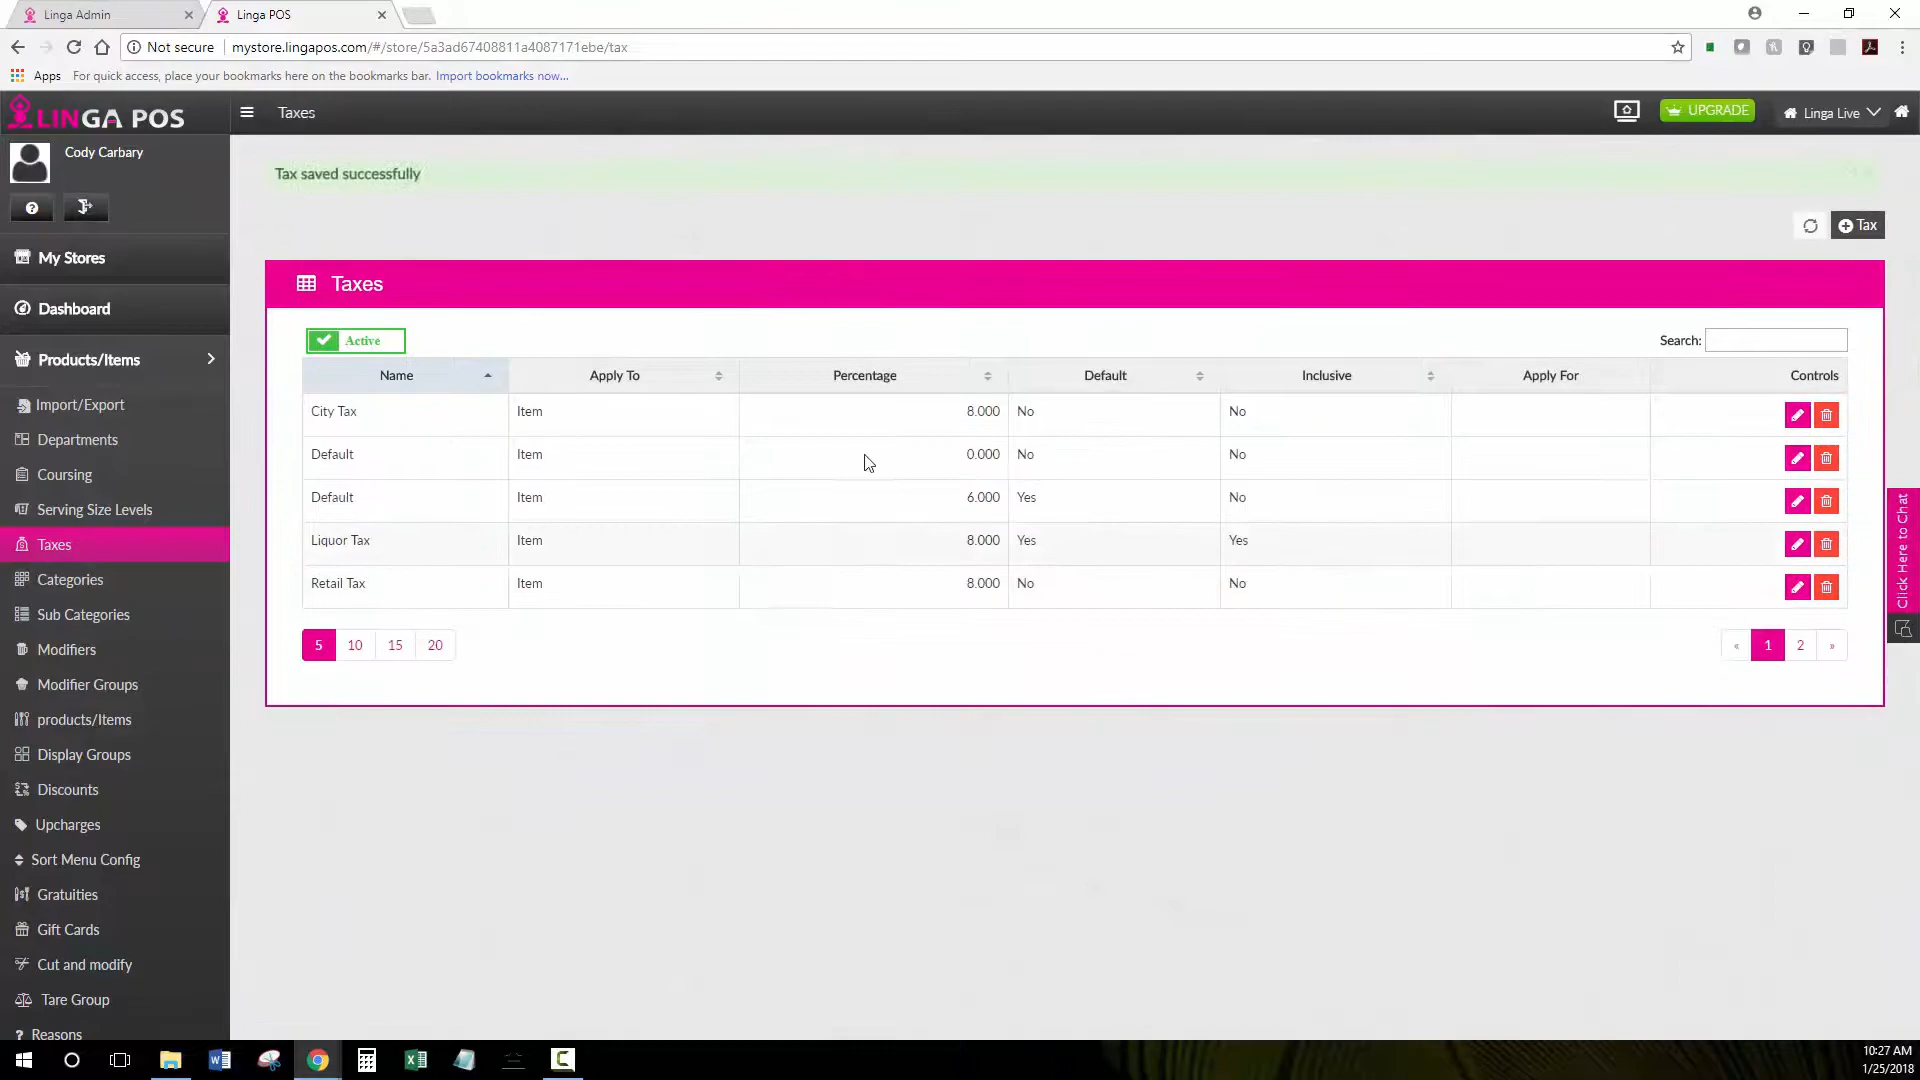 Linga Admin
Linga POS
Not secure
mystore.lingapos.com/#/store/5a3ad67408811a4087171ebe/tax
Apps
For quick access, place your bookmarks here on the bookmarks bar. Import bookmarks now...
LINGA POS
Taxes
UPGRADE
Linga Live
Cody Carbary
Tax saved successfully
Tax
My Stores
Dashboard
Products/Items
Import/Export
Departments
Coursing
Serving Size Levels
Taxes
Categories
Sub Categories
Modifiers
Modifier Groups
products/Items
Display Groups
Discounts
Upcharges
Sort Menu Config
Gratuities
Gift Cards
Cut and modify
Tare Group
Reasons
Taxes
Active
Search:
Name Apply To Percentage Default Inclusive Apply For Controls
City Tax Item 8.000 No No
Default Item 0.000 No No
Default Item 6.000 Yes No
Liquor Tax Item 8.000 Yes Yes
Retail Tax Item 8.000 No No
5 10 15 20
« 1 2 »
Click Here to Chat
10:27 AM
1/25/2018